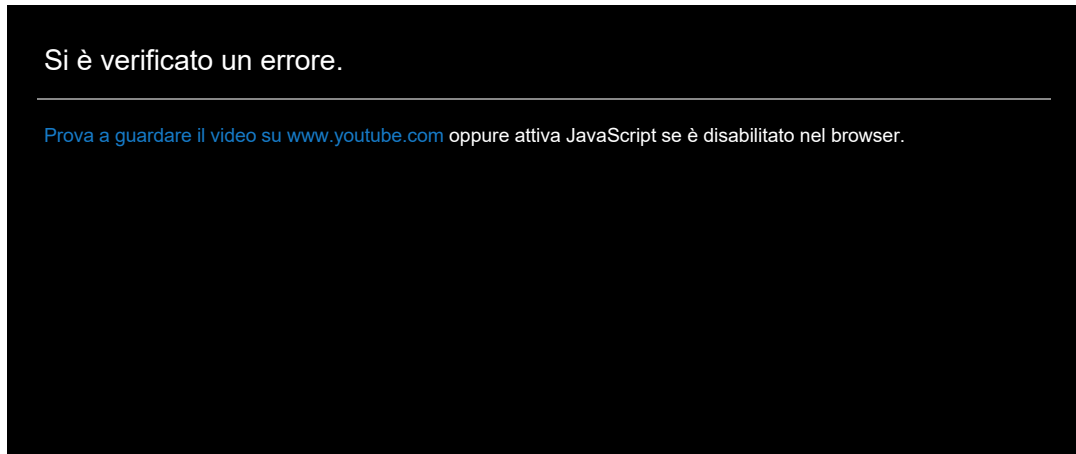 Si è verificato un errore.
Prova a guardare il video su www.youtube.com oppure attiva JavaScript se è disabilitato nel browser.